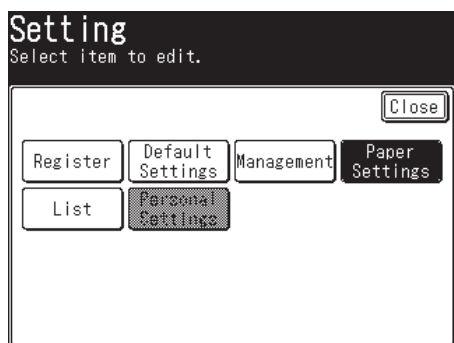 Setting
Select item to edit.
Close
Register
Default
Settings
Management
Paper
Settings
List
Personal
Settings